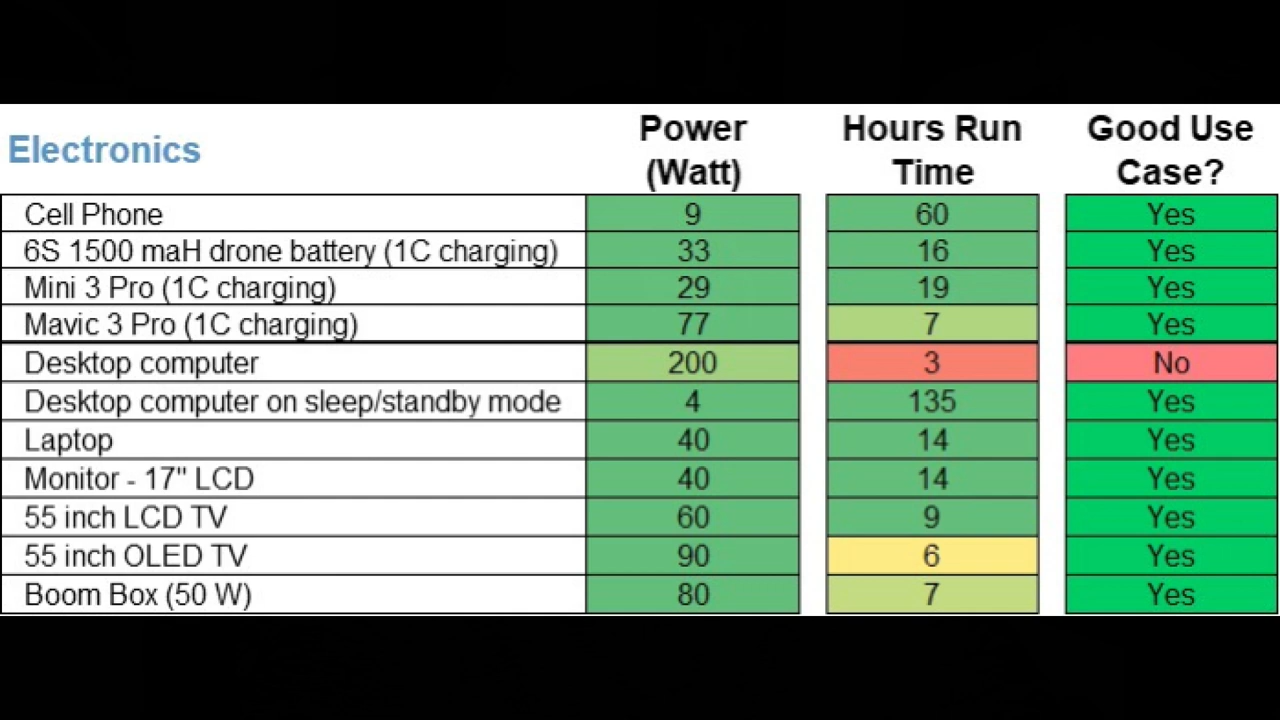 Electronics Power (Watt) Hours Run Time Good Use Case?
Cell Phone 9 60 Yes
6S 1500 maH drone battery (1C charging) 33 16 Yes
Mini 3 Pro (1C charging) 29 19 Yes
Mavic 3 Pro (1C charging) 77 7 Yes
Desktop computer 200 3 No
Desktop computer on sleep/standby mode 4 135 Yes
Laptop 40 14 Yes
Monitor - 17" LCD 40 14 Yes
55 inch LCD TV 60 9 Yes
55 inch OLED TV 90 6 Yes
Boom Box (50 W) 80 7 Yes